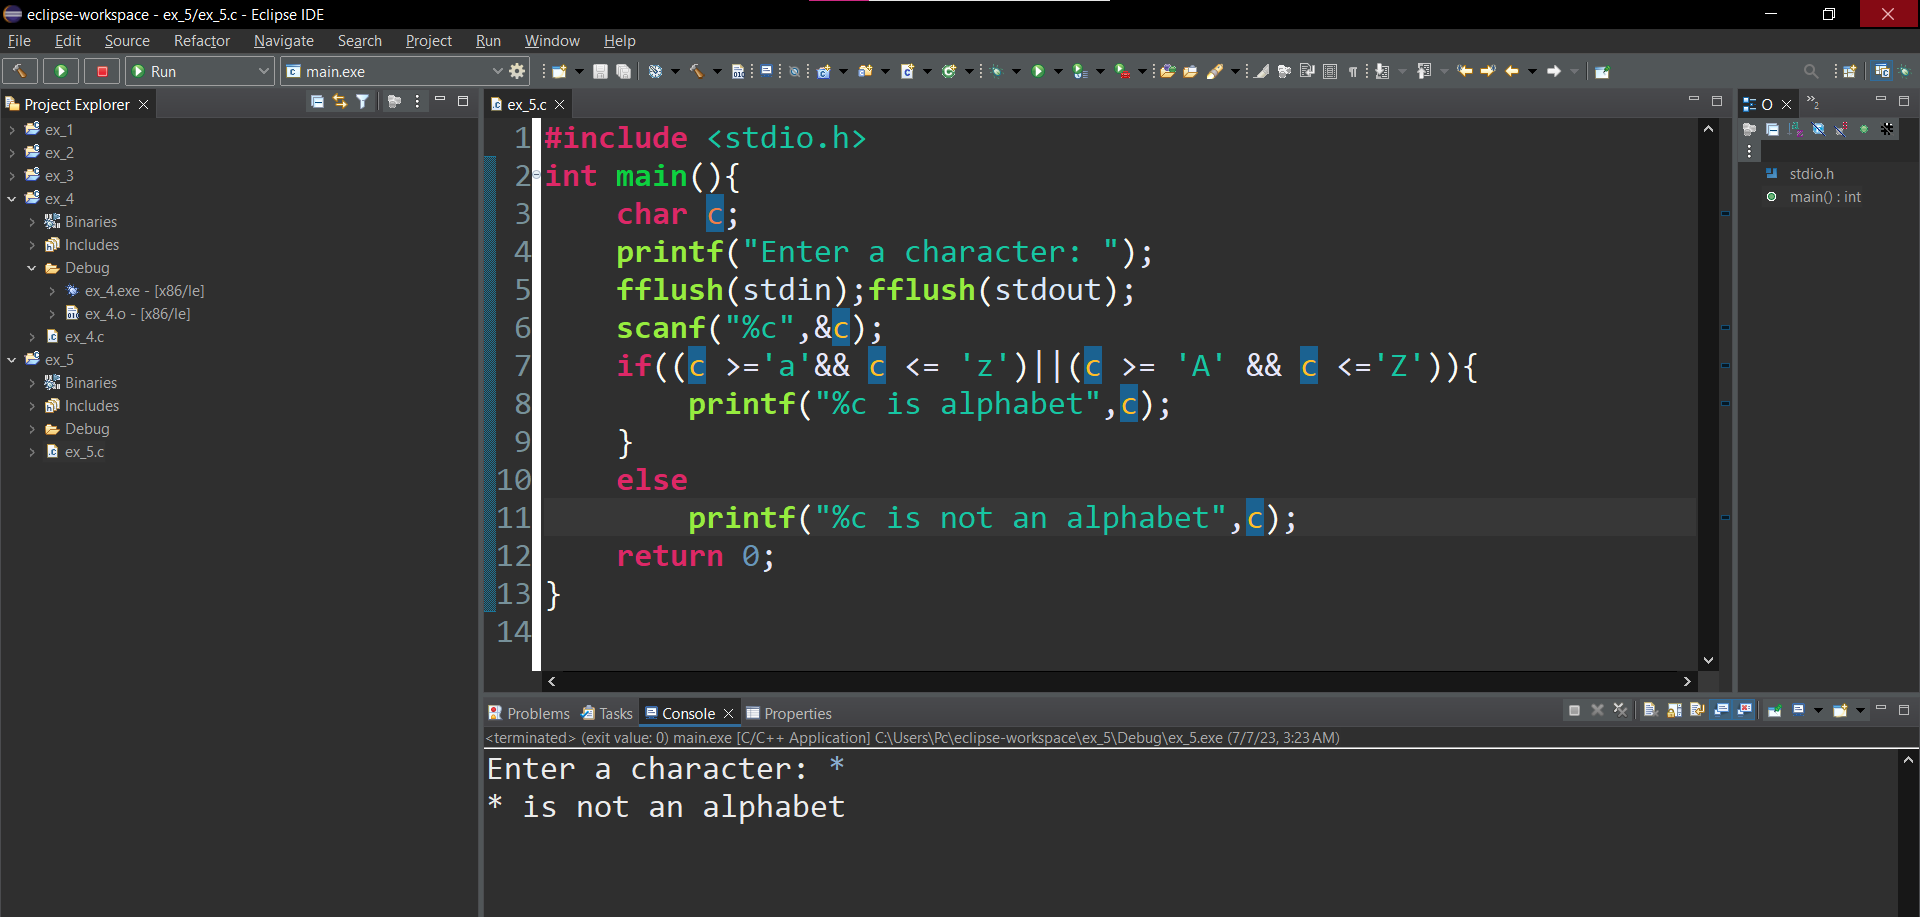 eclipse-workspace - ex_5/ex_5.c - Eclipse IDE
File Edit Source Refactor Navigate Search Project Run Window Help
Run main.exe
Project Explorer
ex_1
ex_2
ex_3
ex_4
Binaries
Includes
Debug
ex_4.exe - [x86/le]
ex_4.o - [x86/le]
ex_4.c
ex_5
Binaries
Includes
Debug
ex_5.c
ex_5.c
1 #include <stdio.h>
2 int main(){
3     char c;
4     printf("Enter a character: ");
5     fflush(stdin);fflush(stdout);
6     scanf("%c",&c);
7     if((c >='a'&& c <= 'z')||(c >= 'A' && c <='Z')){
8         printf("%c is alphabet",c);
9     }
10     else
11         printf("%c is not an alphabet",c);
12     return 0;
13 }
14
O
2
stdio.h
main() : int
Problems Tasks Console Properties
<terminated> (exit value: 0) main.exe [C/C++ Application] C:\Users\Pc\eclipse-workspace\ex_5\Debug\ex_5.exe (7/7/23, 3:23 AM)
Enter a character: *
* is not an alphabet